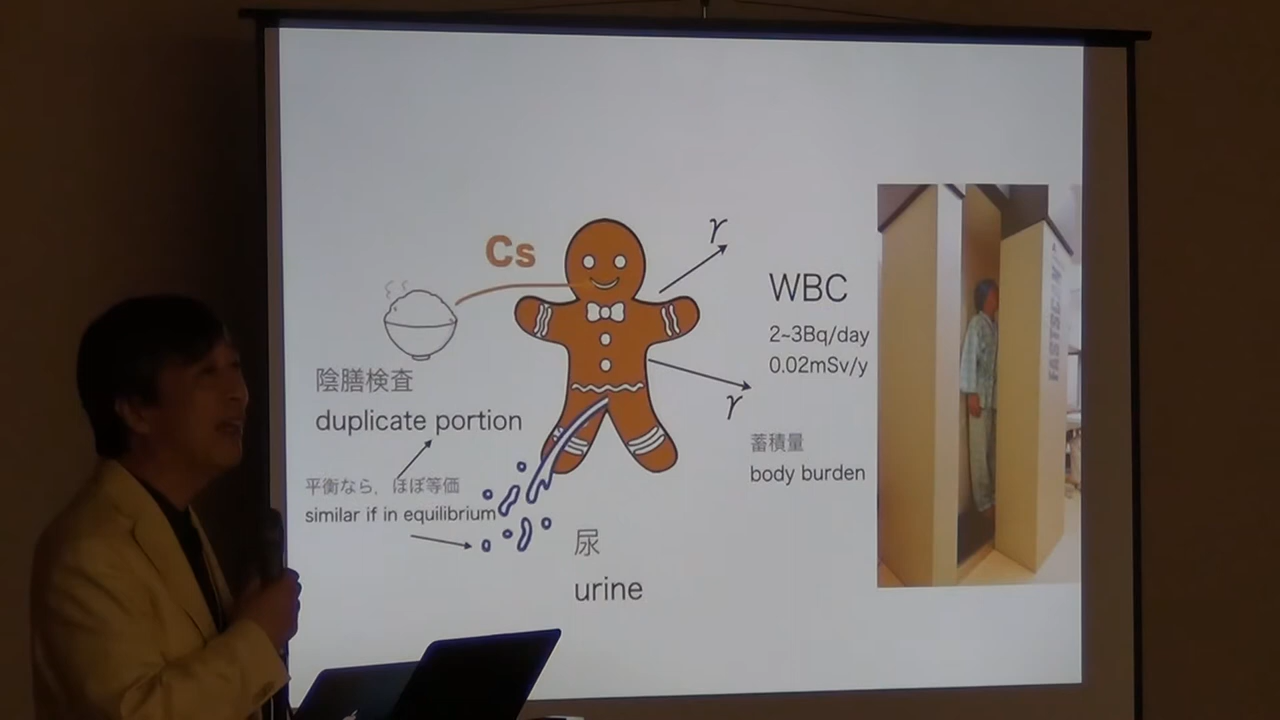 Cs
γ
WBC
2~3Bq/day
0.02mSv/y
γ
陰膳検査
duplicate portion
蓄積量
body burden
平衡なら，ほぼ等価
similar if in equilibrium
尿
urine
FASTSCAN